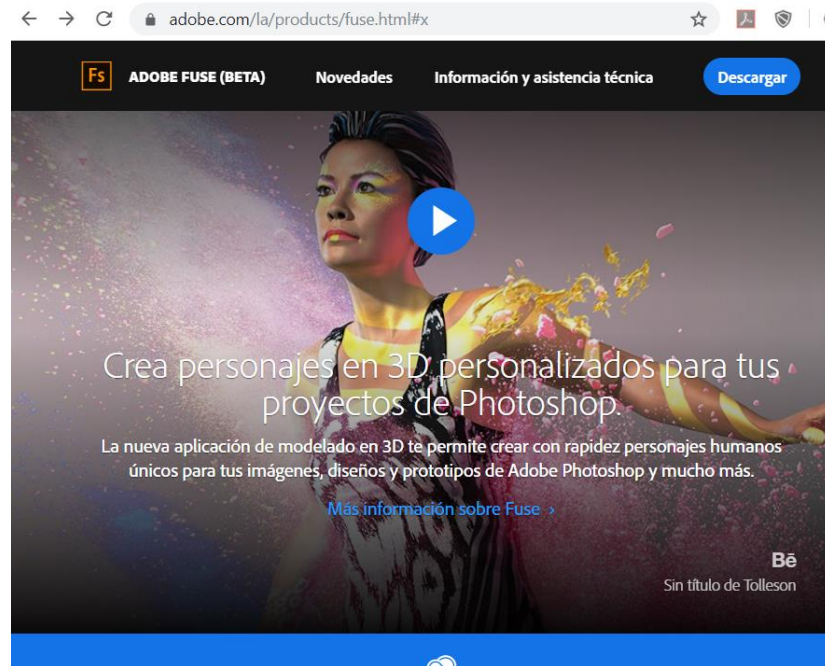 adobe.com/la/products/fuse.html#x
Fs ADOBE FUSE (BETA) Novedades Información y asistencia técnica Descargar
Crea personajes en 3D personalizados para tus
proyectos de Photoshop.
La nueva aplicación de modelado en 3D te permite crear con rapidez personajes humanos
únicos para tus imágenes, diseños y prototipos de Adobe Photoshop y mucho más.
Más información sobre Fuse ›
Bē
Sin título de Tolleson